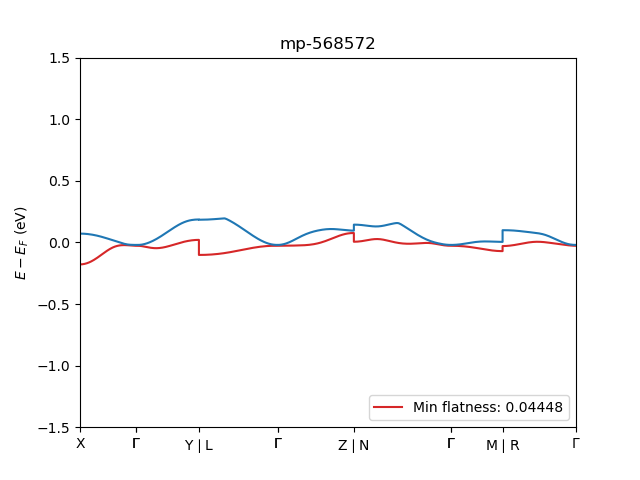 mp-568572
1.5
1.0
0.5
0.0
−0.5
−1.0
−1.5
E − E_F (eV)
Min flatness: 0.04448
X Γ Y | L Γ Z | N Γ M | R Γ